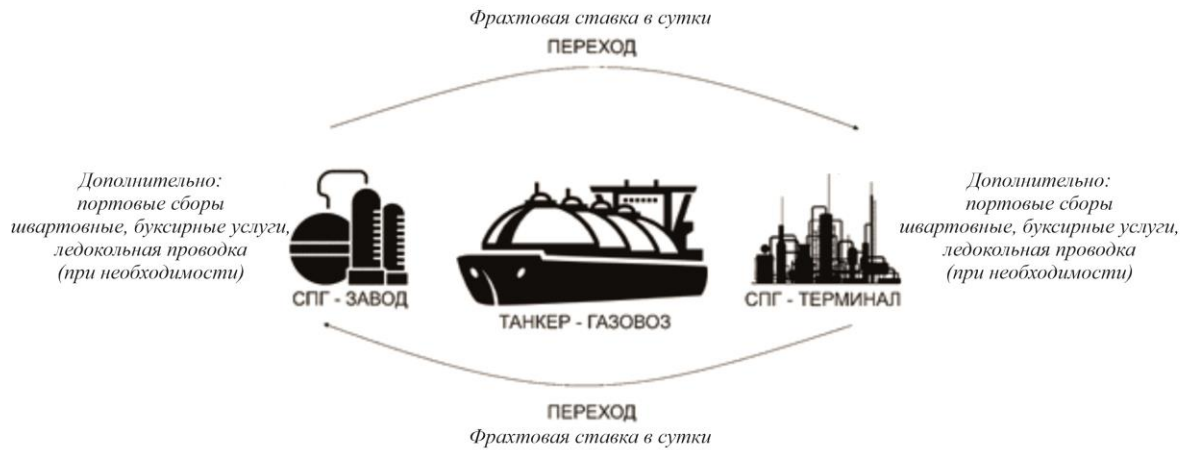 Фрахтовая ставка в сутки
ПЕРЕХОД
Дополнительно:
портовые сборы
швартовные, буксирные услуги,
ледокольная проводка
(при необходимости)
СПГ - ЗАВОД
ТАНКЕР - ГАЗОВОЗ
СПГ - ТЕРМИНАЛ
Дополнительно:
портовые сборы
швартовные, буксирные услуги,
ледокольная проводка
(при необходимости)
ПЕРЕХОД
Фрахтовая ставка в сутки